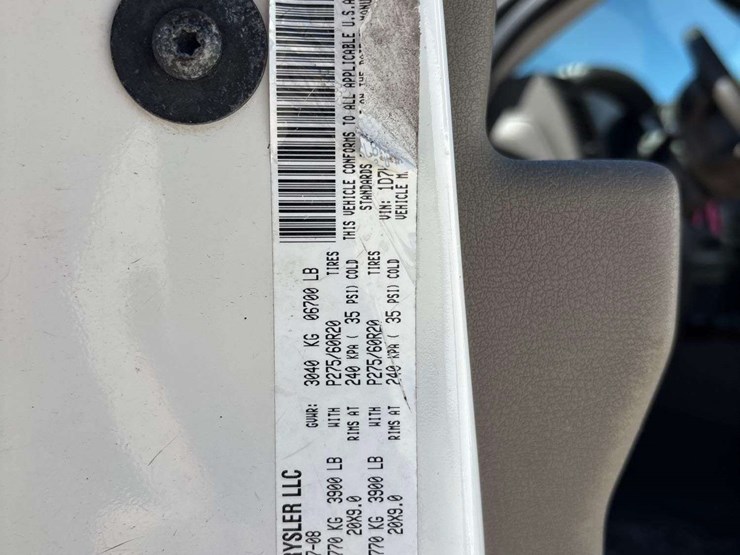 RYSLER LLC
7-08 GVWR: 3040 KG 06700 LB
770 KG 3900 LB WITH P275/60R20 TIRES
20X9.0 RIMS AT 240 KPA ( 35 PSI) COLD
770 KG 3900 LB WITH P275/60R20 TIRES
20X9.0 RIMS AT 240 KPA ( 35 PSI) COLD
THIS VEHICLE CONFORMS TO ALL APPLICABLE U.S.A
STANDARDS
VIN: 1D7
VEHICLE M